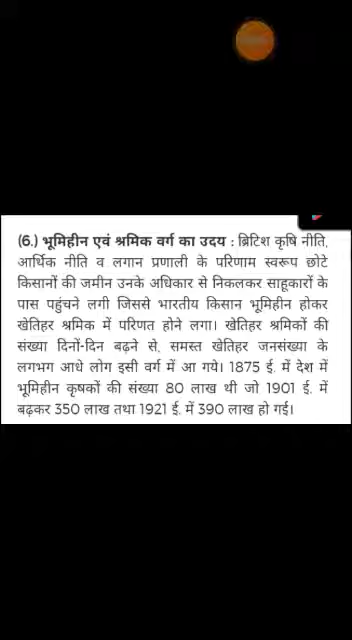 (6.) भूमिहीन एवं श्रमिक वर्ग का उदय : ब्रिटिश कृषि नीति,
आर्थिक नीति व लगान प्रणाली के परिणाम स्वरूप छोटे
किसानों की जमीन उनके अधिकार से निकलकर साहूकारों के
पास पहुंचने लगी जिससे भारतीय किसान भूमिहीन होकर
खेतिहर श्रमिक में परिणत होने लगा। खेतिहर श्रमिकों की
संख्या दिनों-दिन बढ़ने से, समस्त खेतिहर जनसंख्या के
लगभग आधे लोग इसी वर्ग में आ गये। 1875 ई. में देश में
भूमिहीन कृषकों की संख्या 80 लाख थी जो 1901 ई. में
बढ़कर 350 लाख तथा 1921 ई. में 390 लाख हो गई।